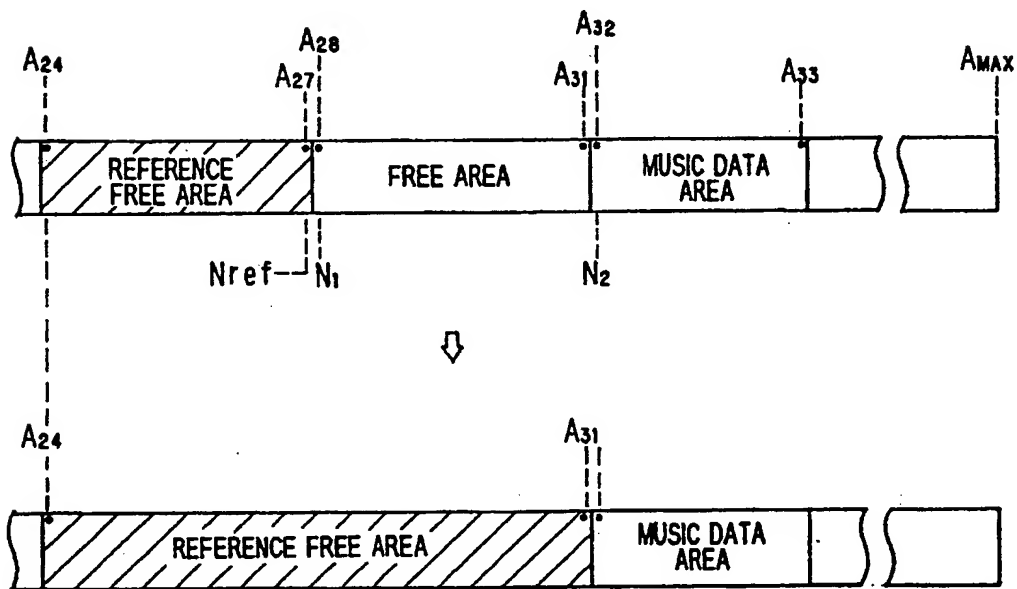 A32
A28
A24 A27 A31 A33 AMAX
REFERENCE FREE AREA MUSIC DATA
FREE AREA AREA
Nref N1 N2
A24 A31
REFERENCE FREE AREA MUSIC DATA
AREA